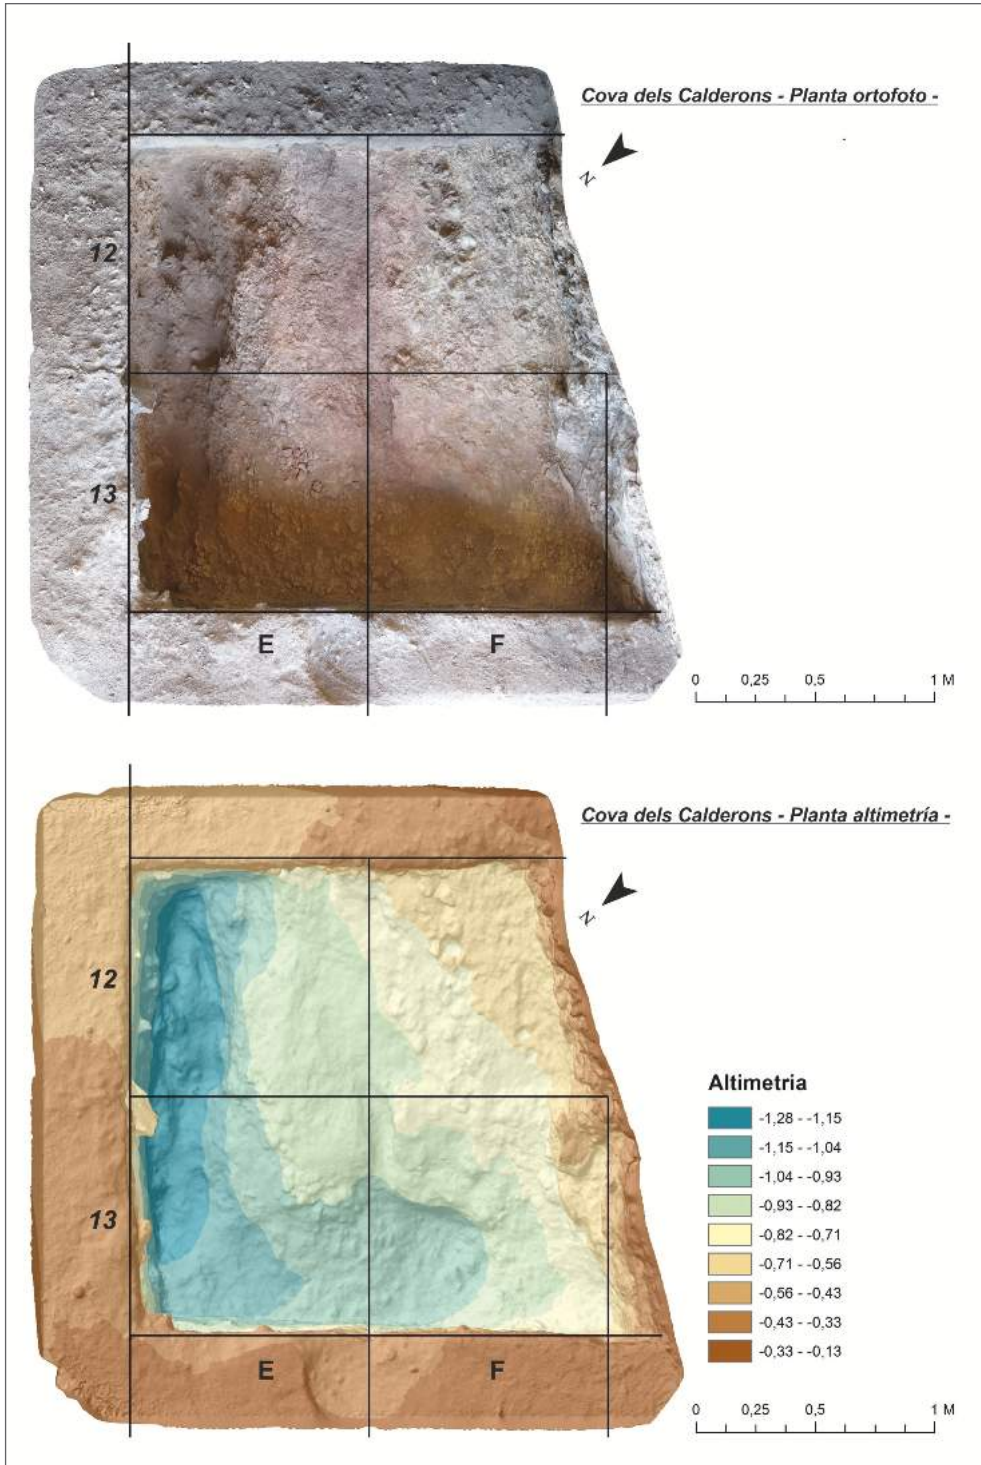 Cova dels Calderons - Planta ortofoto -
N
12
13
E F
0 0,25 0,5 1 M
Cova dels Calderons - Planta altimetría -
N
12
13
E F
Altimetria
-1,28 - -1,15
-1,15 - -1,04
-1,04 - -0,93
-0,93 - -0,82
-0,82 - -0,71
-0,71 - -0,56
-0,56 - -0,43
-0,43 - -0,33
-0,33 - -0,13
0 0,25 0,5 1 M